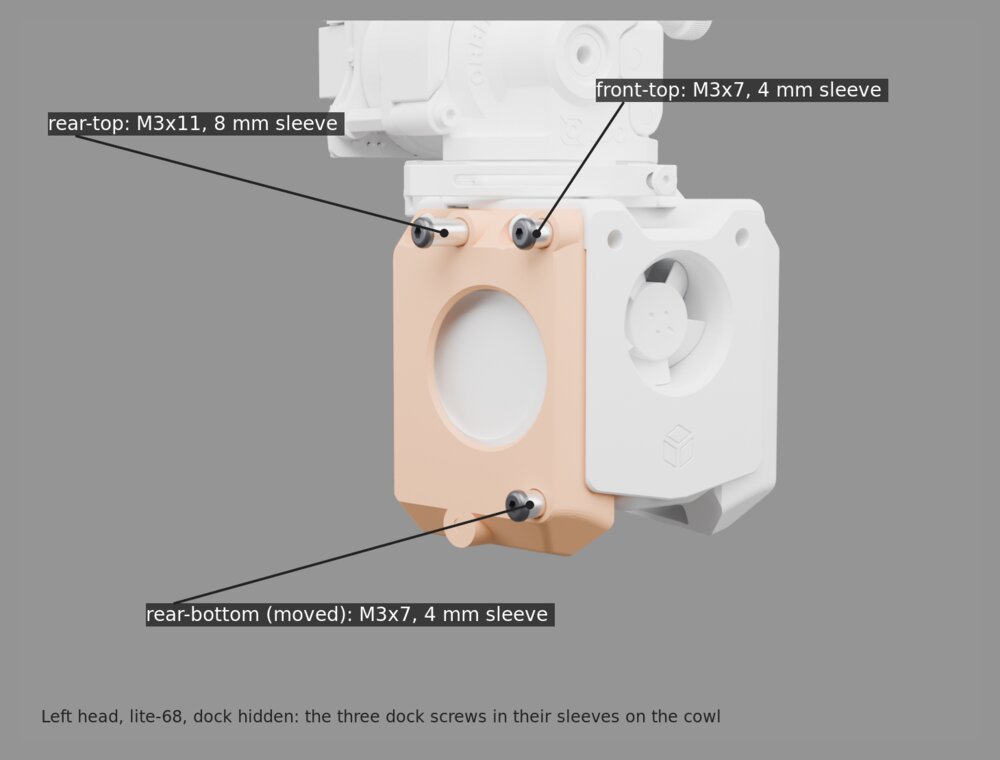 front-top: M3x7, 4 mm sleeve
rear-top: M3x11, 8 mm sleeve
rear-bottom (moved): M3x7, 4 mm sleeve
Left head, lite-68, dock hidden: the three dock screws in their sleeves on the cowl